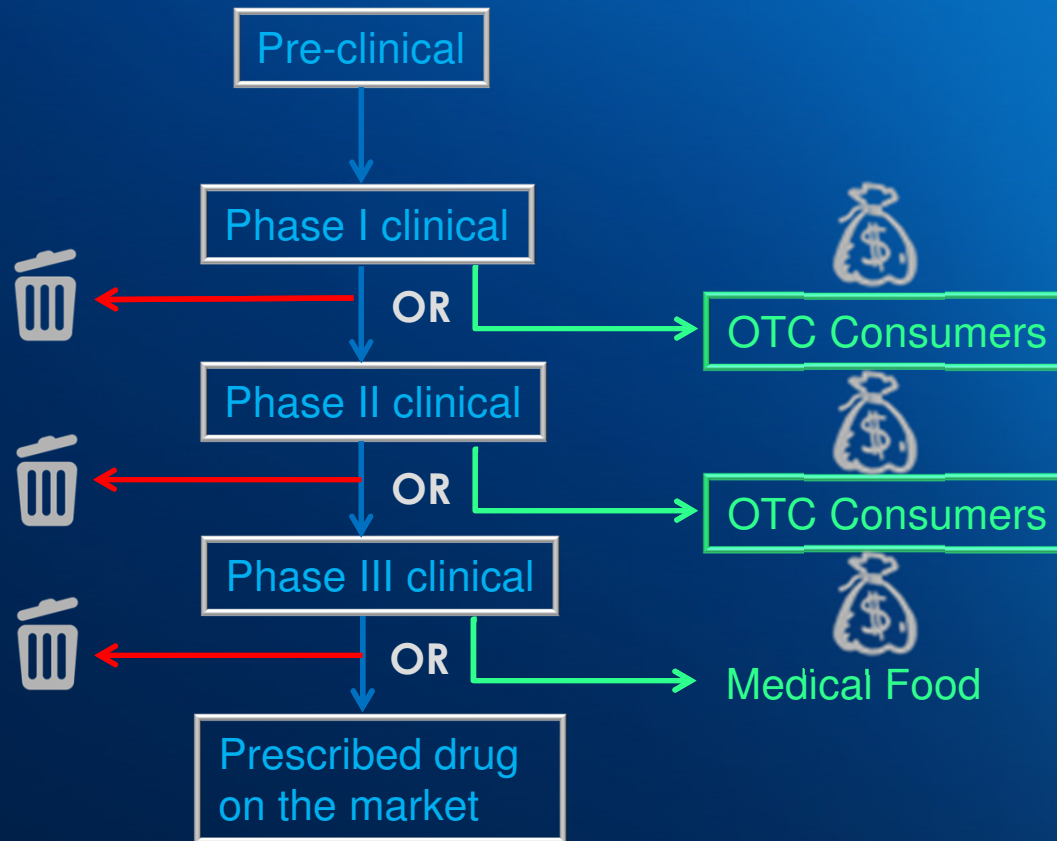 Pre-clinical
Phase I clinical
OR
$
OTC Consumers
Phase II clinical
$
OR
OTC Consumers
Phase III clinical
$
OR
Medical Food
Prescribed drug
on the market